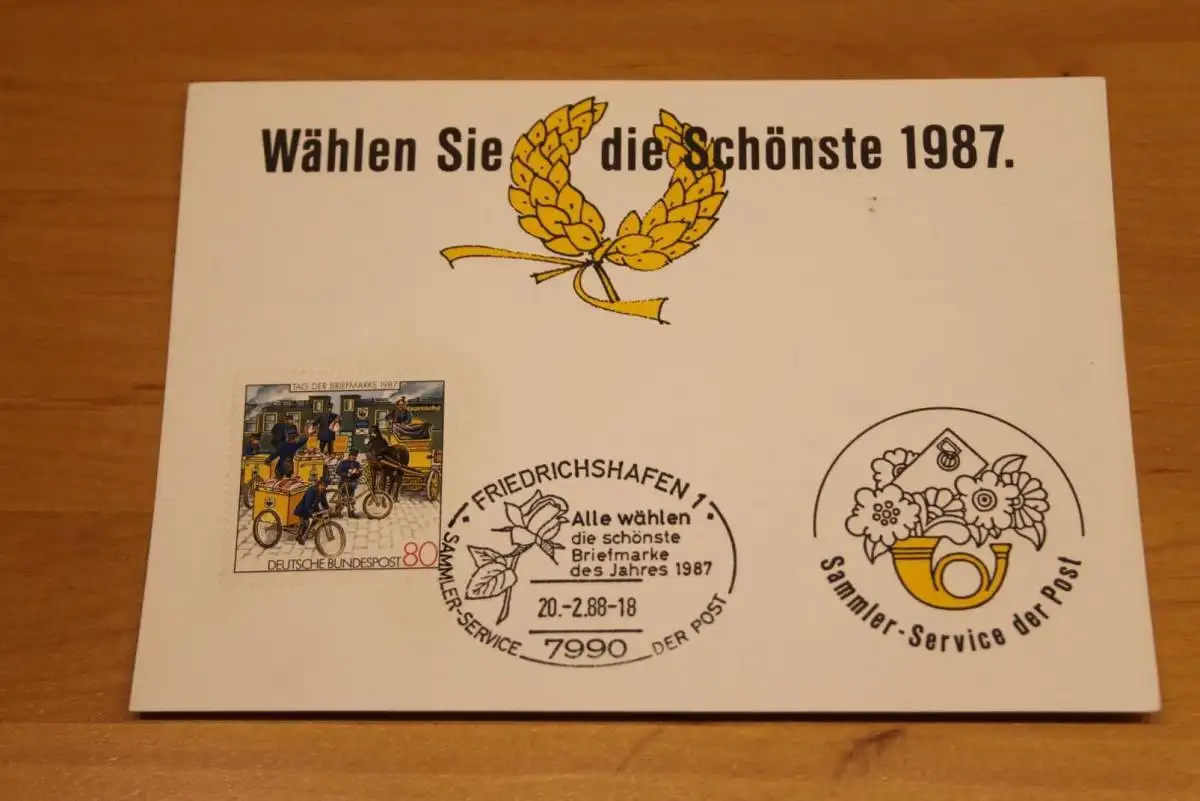 Wählen Sie die Schönste 1987.
TAG DER BRIEFMARKE 1987
DEUTSCHE BUNDESPOST 80
FRIEDRICHSHAFEN 1
Alle wählen
die schönste
Briefmarke
des Jahres 1987
20.-2.88-18
7990
SAMMLER-SERVICE DER POST
Sammler-Service der Post